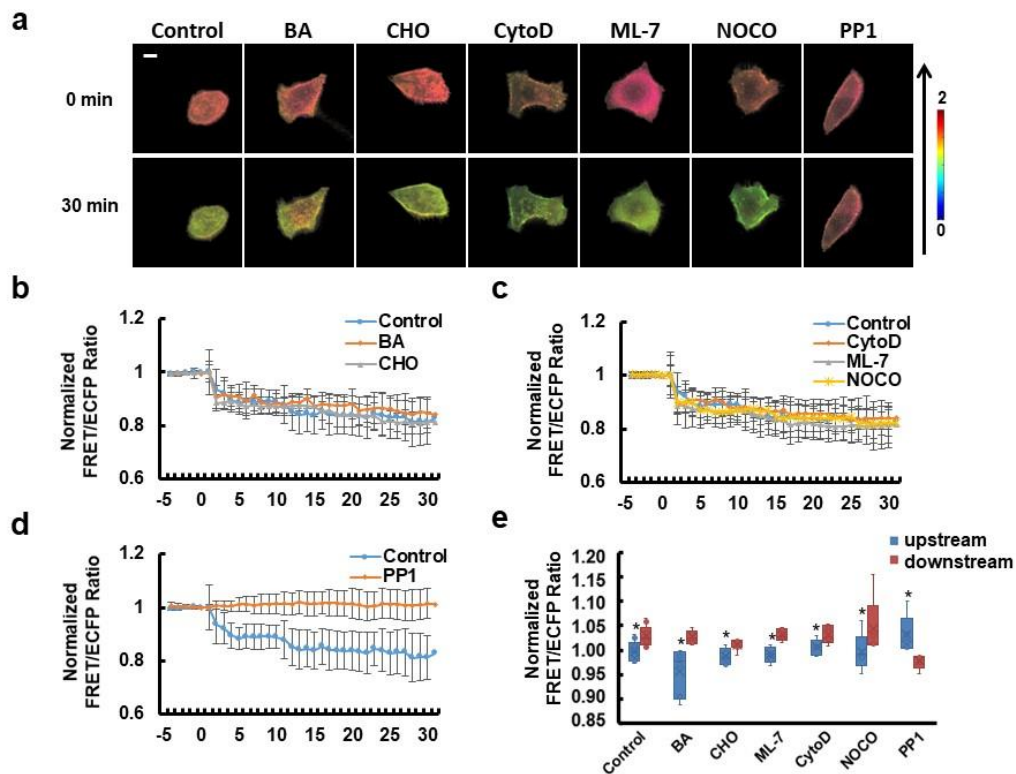 a
Control BA CHO CytoD ML-7 NOCO PP1
0 min
30 min
2
0
b
Normalized
FRET/ECFP Ratio
1.2
1
0.8
0.6
-5 0 5 10 15 20 25 30
Control
BA
CHO
c
Normalized
FRET/ECFP Ratio
1.2
1
0.8
0.6
-5 0 5 10 15 20 25 30
Control
CytoD
ML-7
NOCO
d
Normalized
FRET/ECFP Ratio
1.2
1
0.8
0.6
-5 0 5 10 15 20 25 30
Control
PP1
e
upstream
downstream
Normalized
FRET/ECFP Ratio
1.20
1.15
1.10
1.05
1.00
0.95
0.90
0.85
* * * * * * *
Control BA CHO ML-7 CytoD NOCO PP1